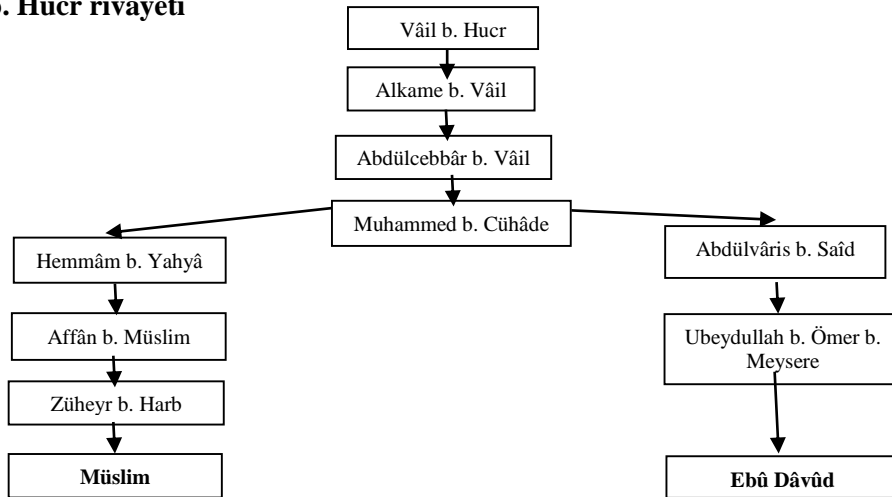 . Hucr rivayeti
Vâil b. Hucr
Alkame b. Vâil
Abdülcebbâr b. Vâil
Muhammed b. Cühâde
Hemmâm b. Yahyâ
Affân b. Müslim
Züheyr b. Harb
Müslim
Abdülvâris b. Saîd
Ubeydullah b. Ömer b.
Meysere
Ebû Dâvûd